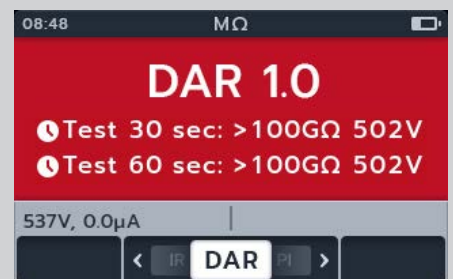 08:48 MΩ
DAR 1.0
Test 30 sec: >100GΩ 502V
Test 60 sec: >100GΩ 502V
537V, 0.0µA
< IR DAR PI >